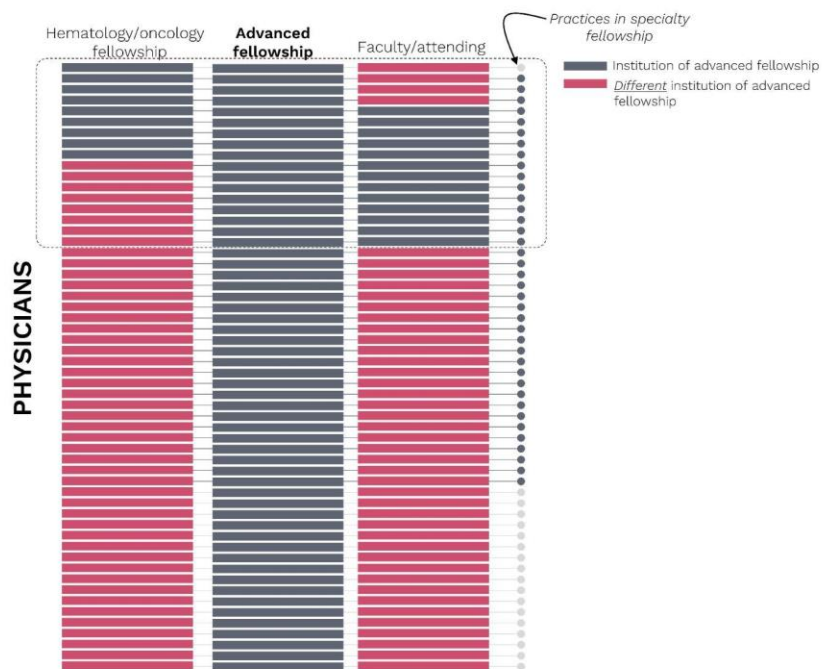 Practices in specialty
fellowship
Hematology/oncology
fellowship
Advanced
fellowship
Faculty/attending
Institution of advanced fellowship
Different institution of advanced
fellowship
PHYSICIANS